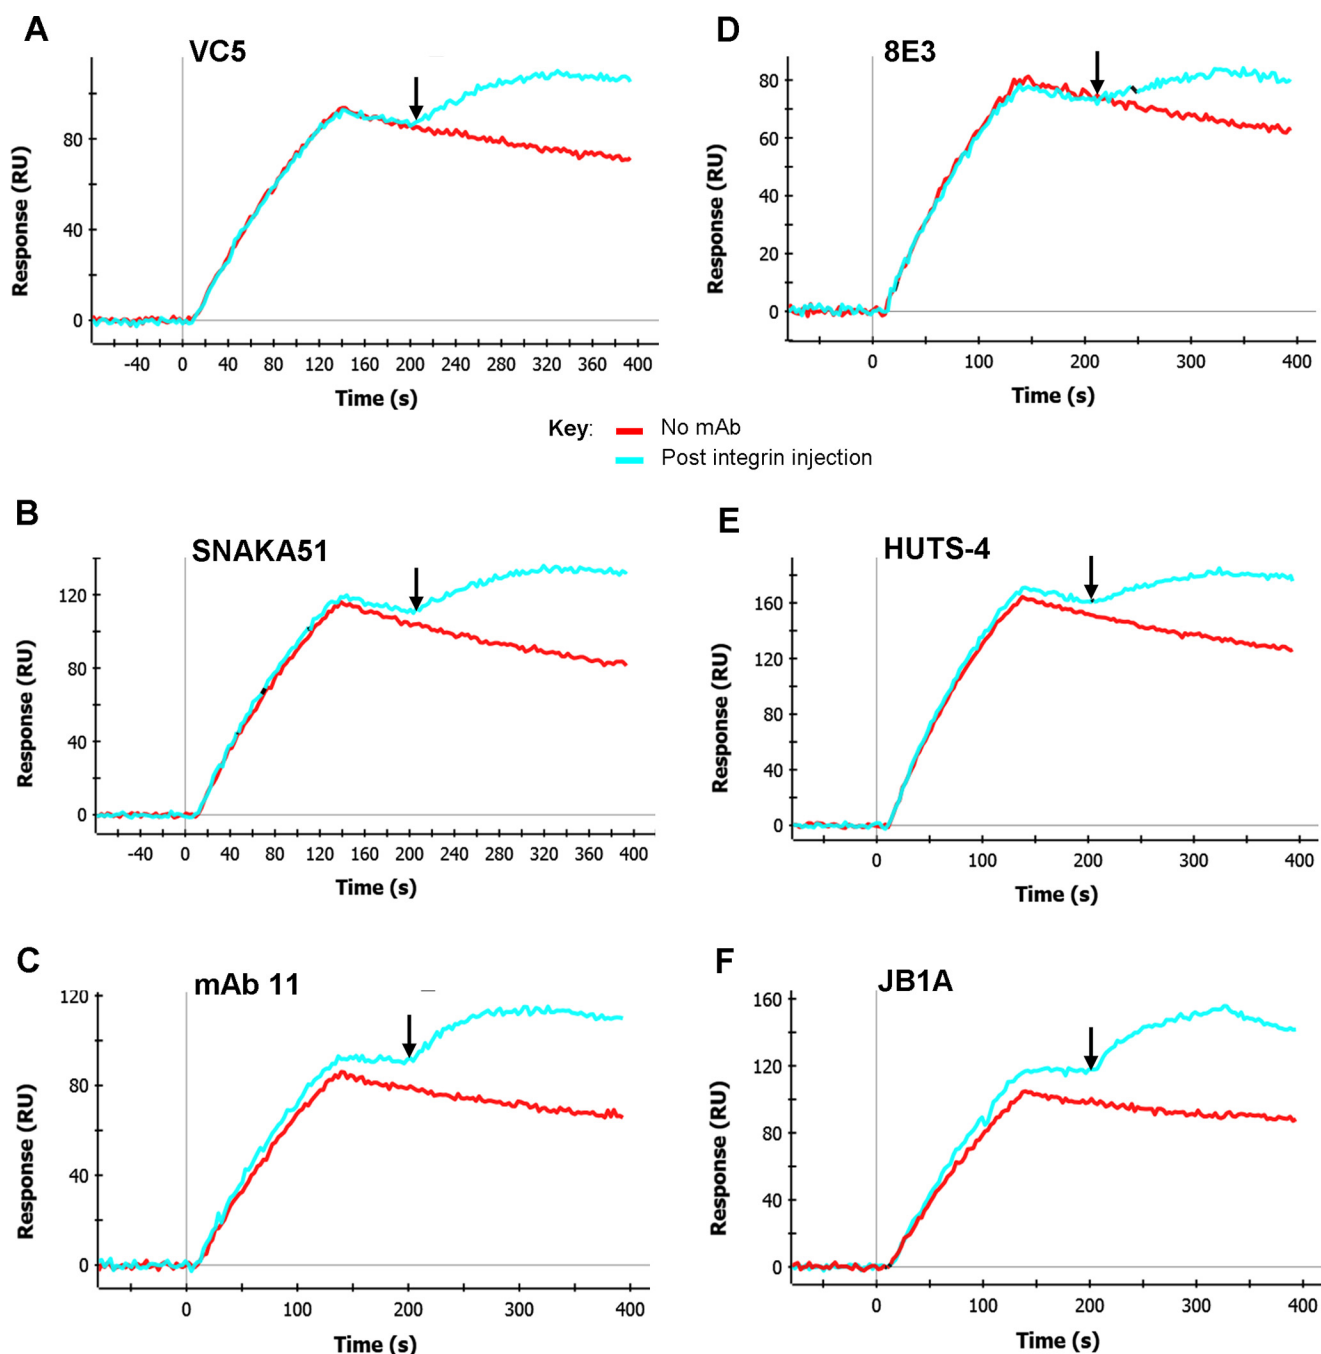 A
VC5
Response (RU)
80
40
0
-40 0 40 80 120 160 200 240 280 320 360 400
Time (s)
D
8E3
Response (RU)
80
60
40
20
0
0 100 200 300 400
Time (s)
Key:
No mAb
Post integrin injection
B
SNAKA51
Response (RU)
120
80
40
0
-40 0 40 80 120 160 200 240 280 320 360 400
Time (s)
E
HUTS-4
Response (RU)
160
120
80
40
0
0 100 200 300 400
Time (s)
C
mAb 11
Response (RU)
120
80
40
0
0 100 200 300 400
Time (s)
F
JB1A
Response (RU)
160
120
80
40
0
0 100 200 300 400
Time (s)